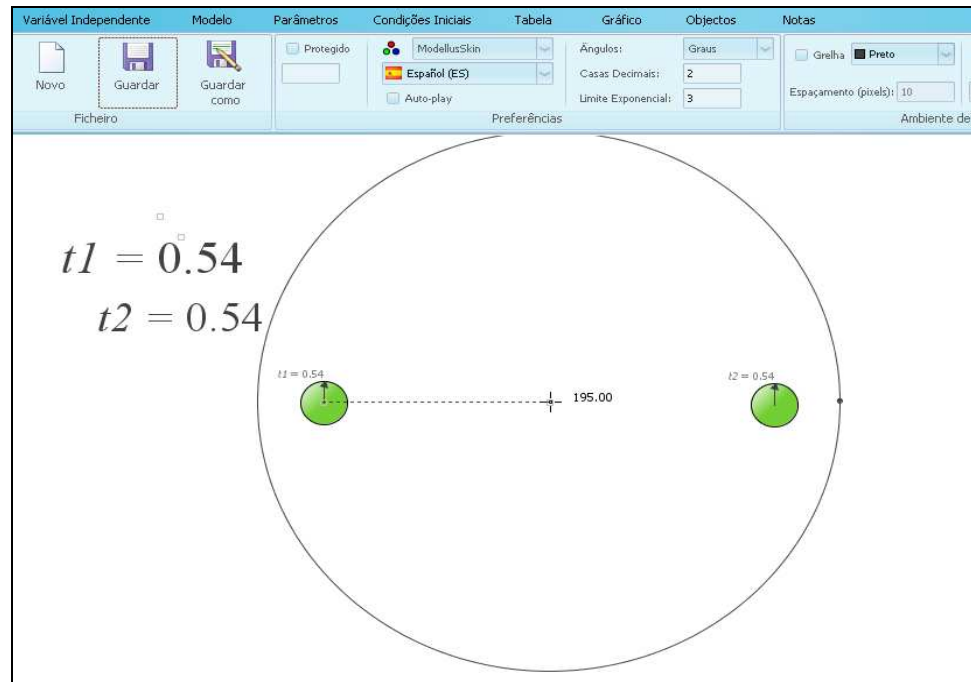 Variável Independente Modelo Parâmetros Condições Iniciais Tabela Gráfico Objectos Notas
Novo Guardar Guardar como
Ficheiro
Protegido
ModellusSkin
Español (ES)
Auto-play
Ângulos: Graus
Casas Decimais: 2
Limite Exponencial: 3
Preferências
Grelha Preto
Espaçamento (pixels): 10
Ambiente de
t1 = 0.54
t2 = 0.54
t1 = 0.54
t2 = 0.54
195.00